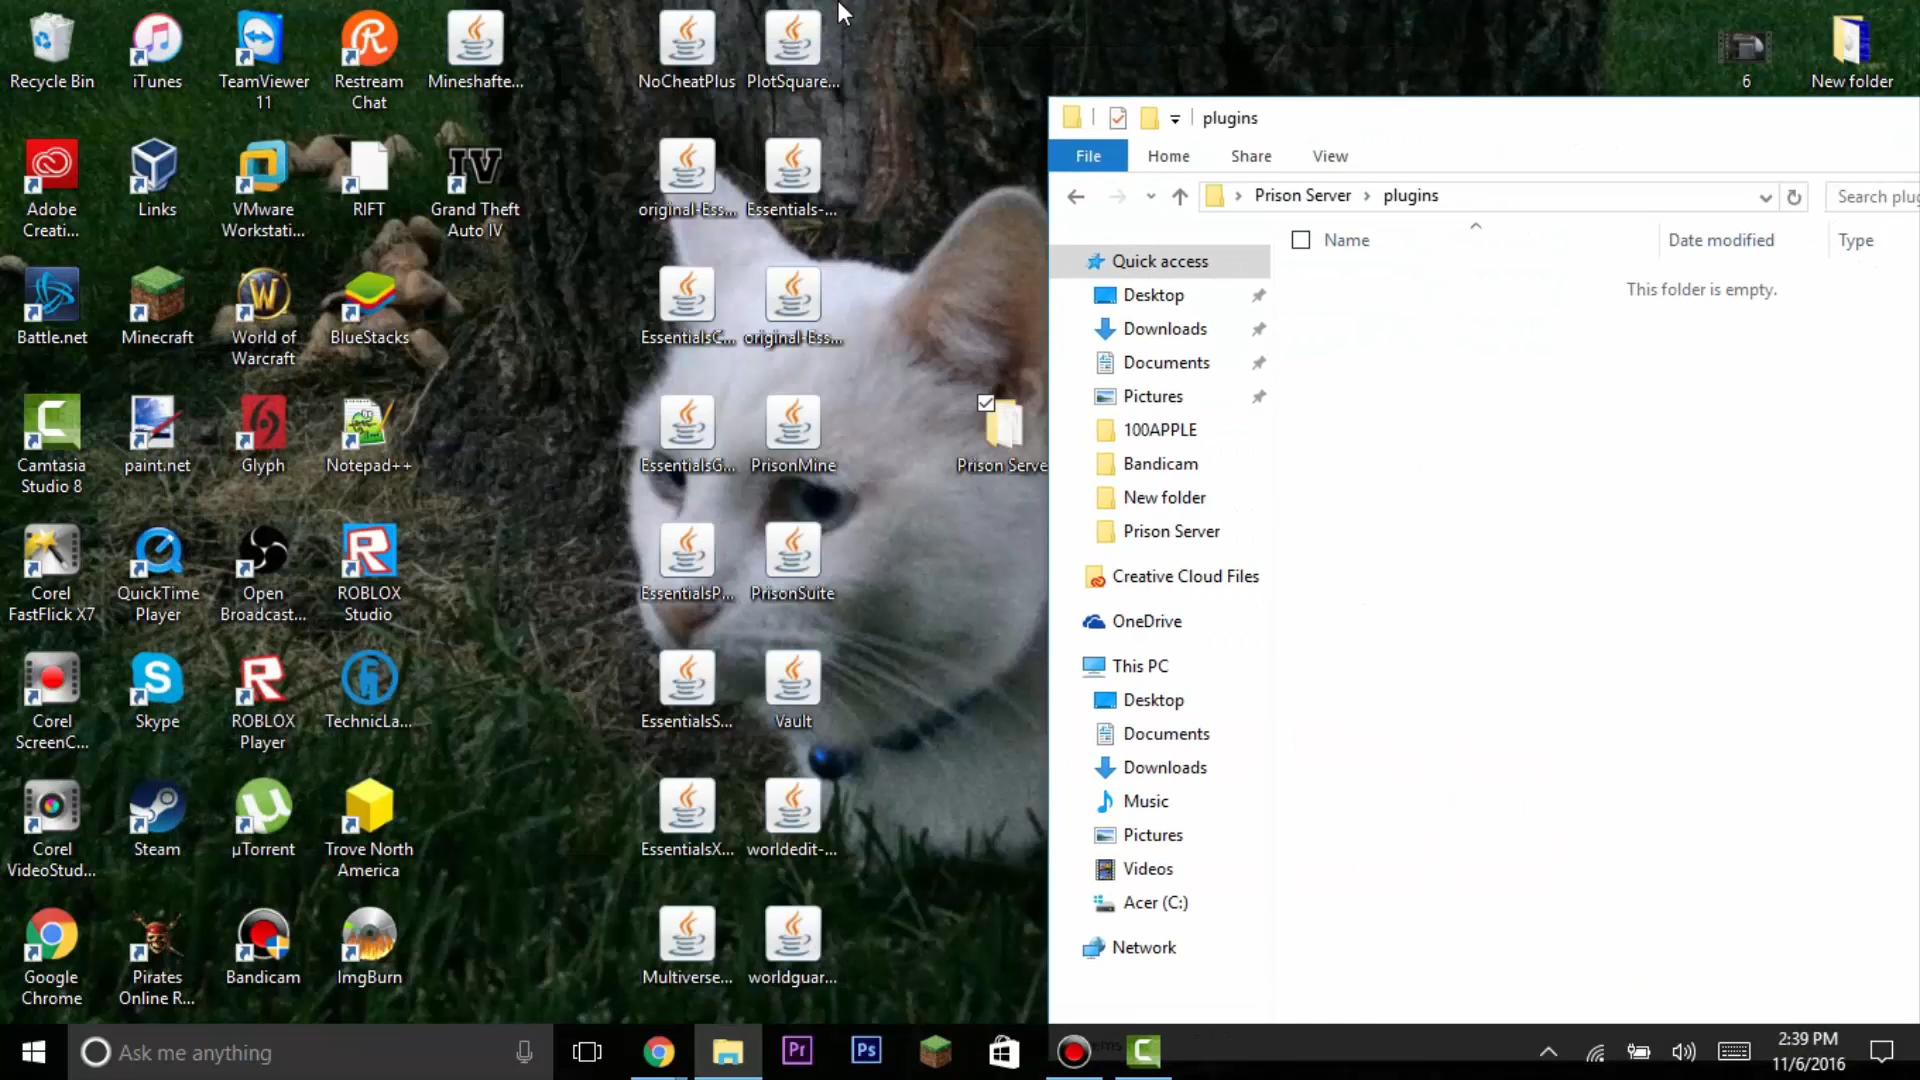 Recycle Bin
iTunes
TeamViewer
11
Restream
Chat
Mineshafte...
NoCheatPlus
PlotSquare...
6
New folder
plugins
File
Home
Share
View
Prison Server
plugins
Search plug
Name
Date modified
Type
This folder is empty.
Adobe
Creati...
Links
VMware
Workstati...
RIFT
Grand Theft
Auto IV
original-Ess...
Essentials-...
Battle.net
Minecraft
World of
Warcraft
BlueStacks
EssentialsC...
original-Ess...
Camtasia
Studio 8
paint.net
Glyph
Notepad++
EssentialsG...
PrisonMine
Prison Serve
Corel
FastFlick X7
QuickTime
Player
Open
Broadcast...
ROBLOX
Studio
EssentialsP...
PrisonSuite
Corel
ScreenC...
Skype
ROBLOX
Player
TechnicLa...
EssentialsS...
Vault
Corel
VideoStud...
Steam
µTorrent
Trove North
America
EssentialsX...
worldedit-...
Google
Chrome
Pirates
Online R...
Bandicam
ImgBurn
Multiverse...
worldguar...
Quick access
Desktop
Downloads
Documents
Pictures
100APPLE
Bandicam
New folder
Prison Server
Creative Cloud Files
OneDrive
This PC
Desktop
Documents
Downloads
Music
Pictures
Videos
Acer (C:)
Network
Ask me anything
Pr
Ps
2:39 PM
11/6/2016